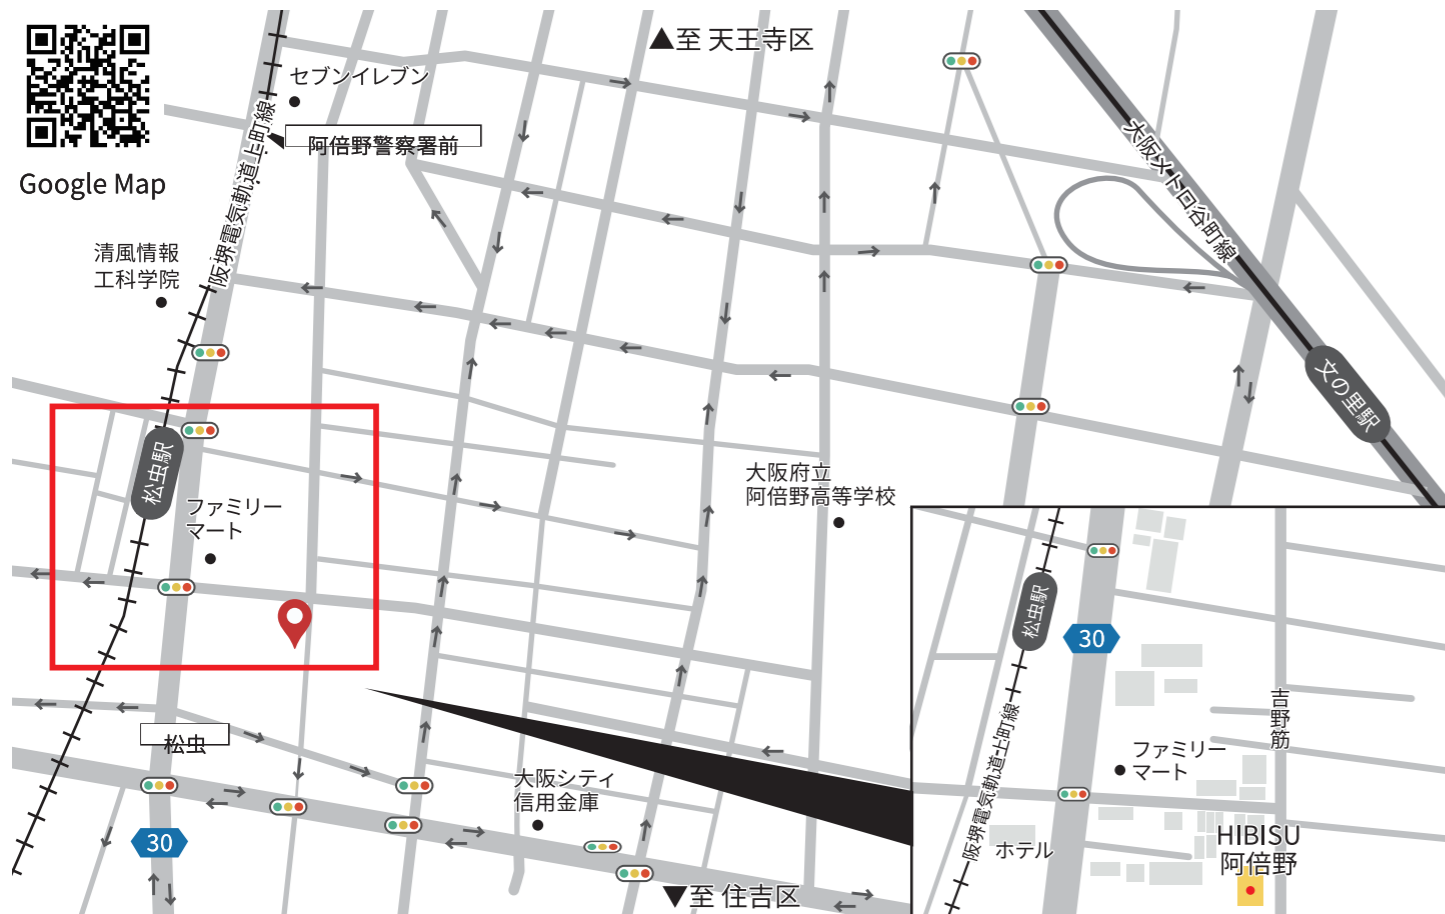 ▲至 天王寺区
セブンイレブン
阿倍野警察署前
Google Map
阪堺電気軌道上町線
大阪メトロ谷町線
清風情報
工科学院
文の里駅
松虫駅
ファミリー
マート
大阪府立
阿倍野高等学校
松虫
大阪シティ
信用金庫
30
▼至 住吉区
松虫駅
30
阪堺電気軌道上町線
吉野筋
ファミリー
マート
ホテル
HIBISU
阿倍野